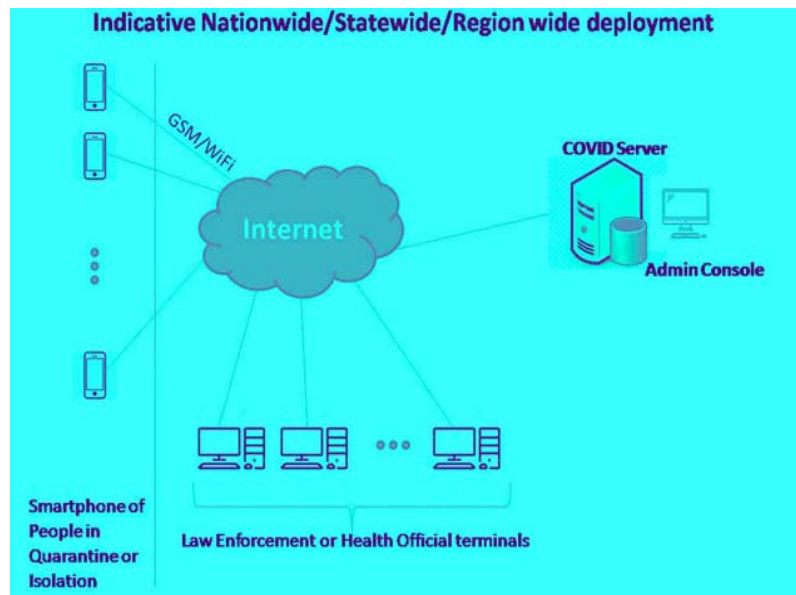 Indicative Nationwide/Statewide/Region wide deployment
GSM/WiFi
COVID Server
Internet
Admin Console
Smartphone of
People in
Quarantine or
Isolation
Law Enforcement or Health Official terminals